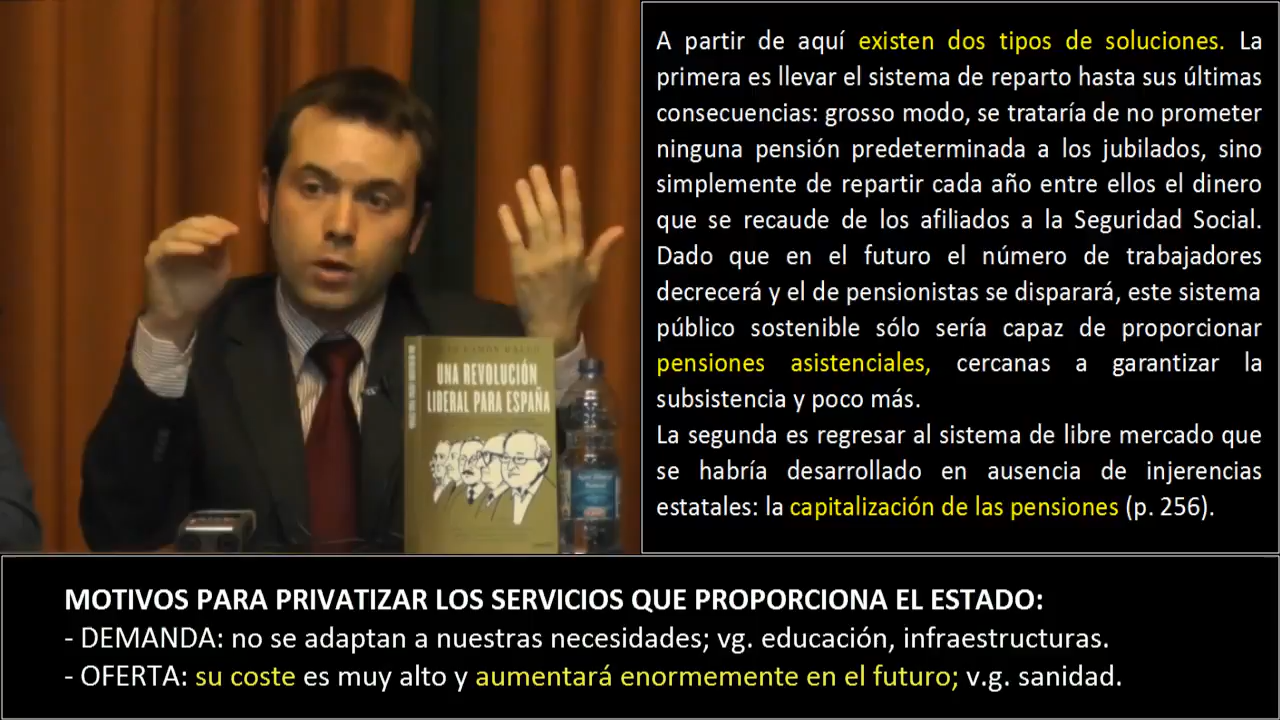 A partir de aquí existen dos tipos de soluciones. La
primera es llevar el sistema de reparto hasta sus últimas
consecuencias: grosso modo, se trataría de no prometer
ninguna pensión predeterminada a los jubilados, sino
simplemente de repartir cada año entre ellos el dinero
que se recaude de los afiliados a la Seguridad Social.
Dado que en el futuro el número de trabajadores
decrecerá y el de pensionistas se disparará, este sistema
público sostenible sólo sería capaz de proporcionar
pensiones asistenciales, cercanas a garantizar la
subsistencia y poco más.
La segunda es regresar al sistema de libre mercado que
se habría desarrollado en ausencia de injerencias
estatales: la capitalización de las pensiones (p. 256).
UNA REVOLUCIÓN
LIBERAL PARA ESPAÑA
MOTIVOS PARA PRIVATIZAR LOS SERVICIOS QUE PROPORCIONA EL ESTADO:
- DEMANDA: no se adaptan a nuestras necesidades; vg. educación, infraestructuras.
- OFERTA: su coste es muy alto y aumentará enormemente en el futuro; v.g. sanidad.